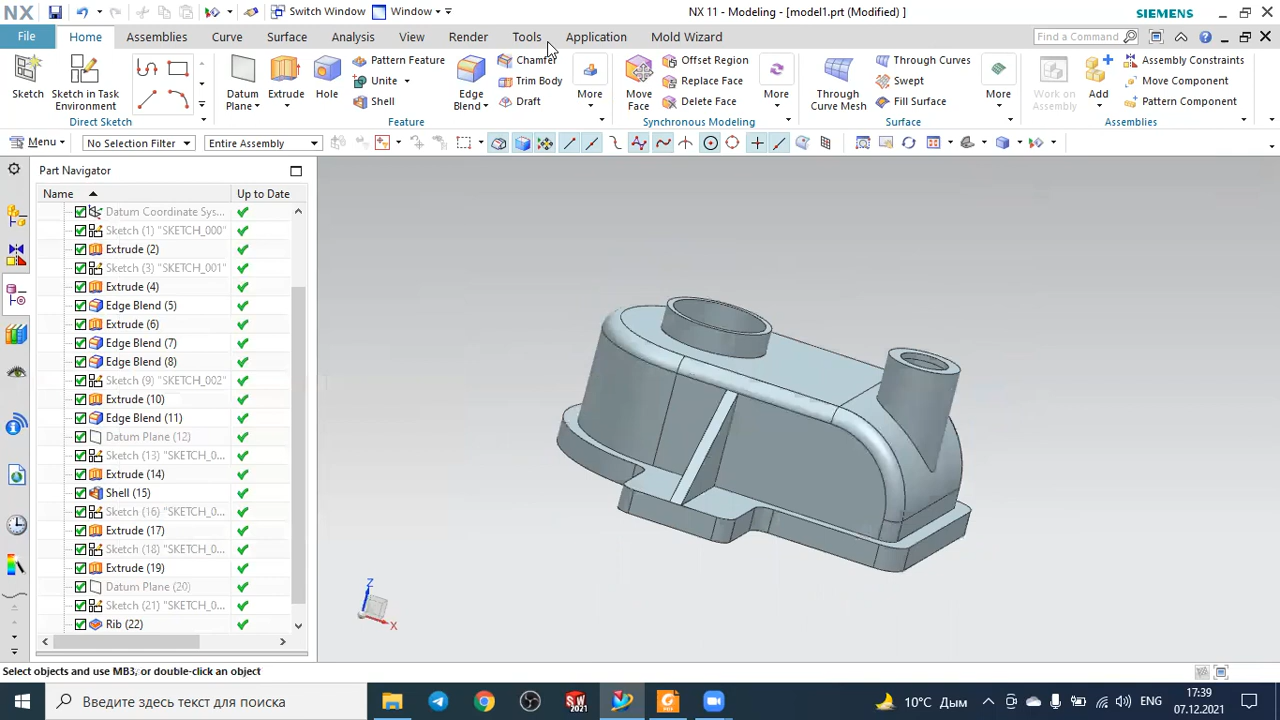 NX
Switch Window
Window
NX 11 - Modeling - [model1.prt (Modified) ]
SIEMENS
File
Home
Assemblies
Curve
Surface
Analysis
View
Render
Tools
Application
Mold Wizard
Find a Command
Sketch
Sketch in Task
Environment
Direct Sketch
Datum
Plane
Extrude
Hole
Pattern Feature
Unite
Shell
Edge
Blend
Chamfer
Trim Body
Draft
More
Feature
Move
Face
Offset Region
Replace Face
Delete Face
More
Synchronous Modeling
Through
Curve Mesh
Through Curves
Swept
Fill Surface
More
Surface
Work on
Assembly
Add
Assembly Constraints
Move Component
Pattern Component
Assemblies
Menu
No Selection Filter
Entire Assembly
Part Navigator
Name
Up to Date
Datum Coordinate Sys...
Sketch (1) "SKETCH_000"
Extrude (2)
Sketch (3) "SKETCH_001"
Extrude (4)
Edge Blend (5)
Extrude (6)
Edge Blend (7)
Edge Blend (8)
Sketch (9) "SKETCH_002"
Extrude (10)
Edge Blend (11)
Datum Plane (12)
Sketch (13) "SKETCH_0...
Extrude (14)
Shell (15)
Sketch (16) "SKETCH_0...
Extrude (17)
Sketch (18) "SKETCH_0...
Extrude (19)
Datum Plane (20)
Sketch (21) "SKETCH_0...
Rib (22)
Z
X
Select objects and use MB3, or double-click an object
Введите здесь текст для поиска
SW
2021
PDF
10°C Дым
ENG
17:39
07.12.2021